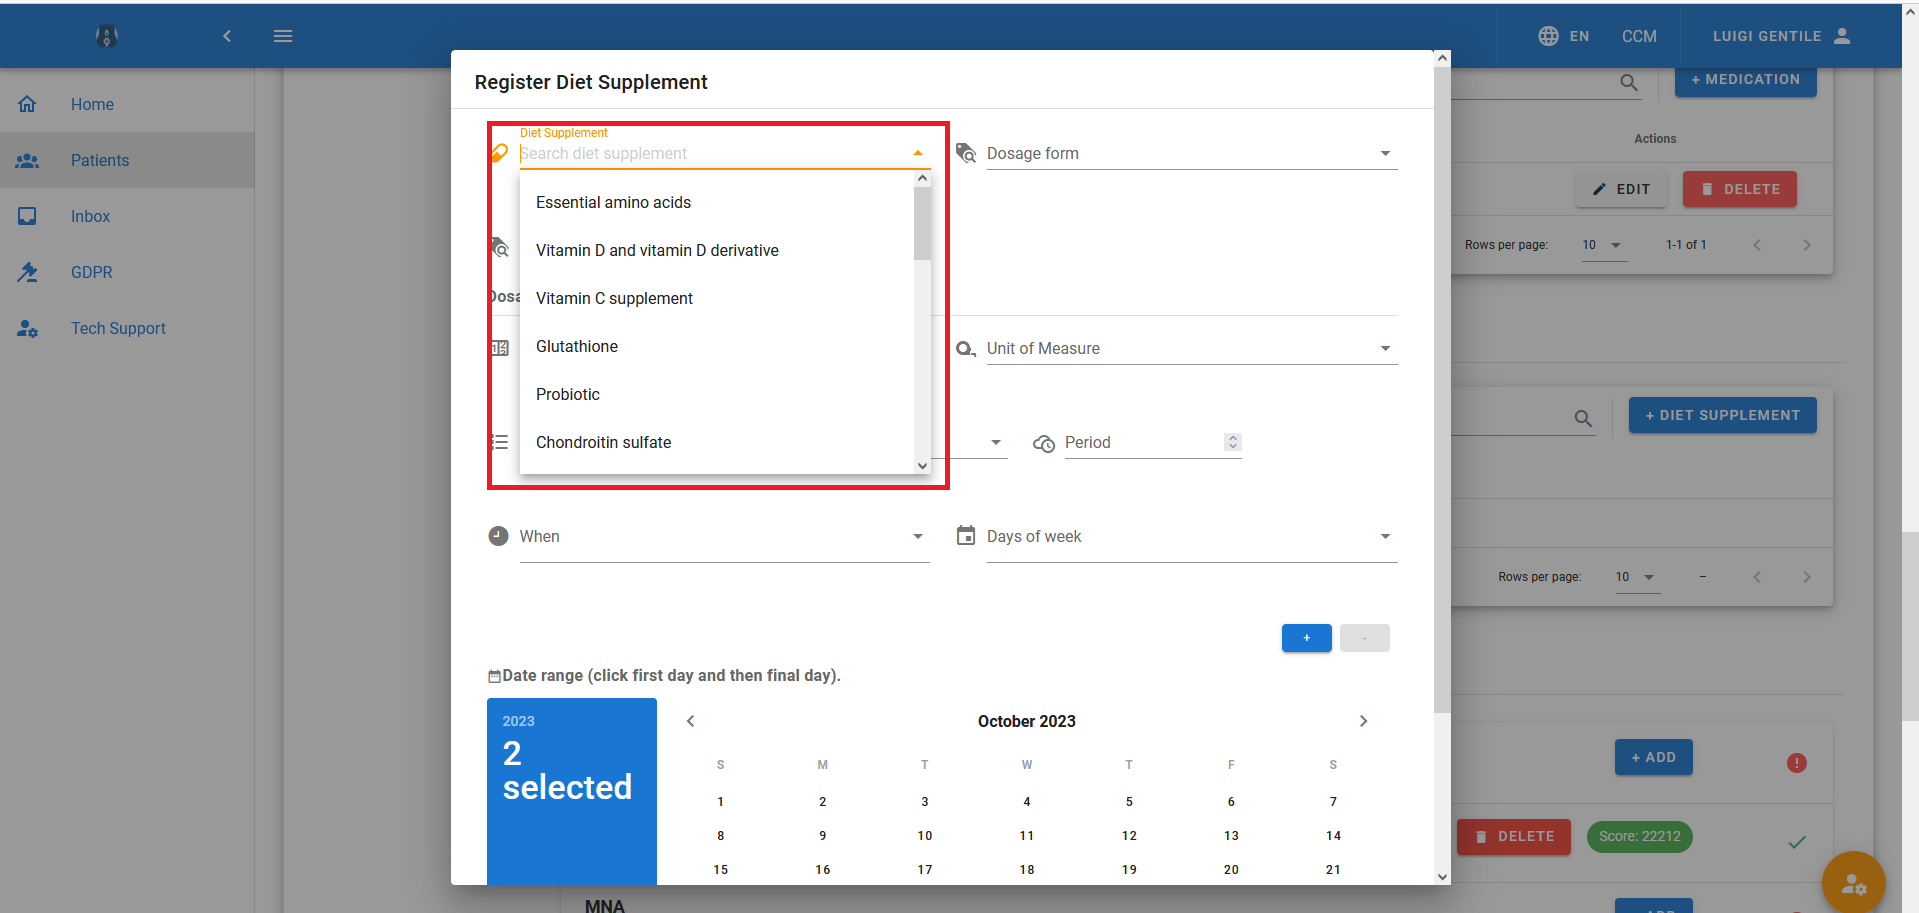 EN
CCM
LUIGI GENTILE
Home
Patients
Inbox
GDPR
Tech Support
Register Diet Supplement
Diet Supplement
Search diet supplement
Essential amino acids
Vitamin D and vitamin D derivative
Vitamin C supplement
Glutathione
Probiotic
Chondroitin sulfate
Dosage form
Dosa
Unit of Measure
Period
When
Days of week
+
-
Date range (click first day and then final day).
2023
2
selected
October 2023
S M T W T F S
1 2 3 4 5 6 7
8 9 10 11 12 13 14
15 16 17 18 19 20 21
+ MEDICATION
Actions
EDIT
DELETE
Rows per page: 10 1-1 of 1
+ DIET SUPPLEMENT
Rows per page: 10 –
+ ADD
DELETE
Score: 22212
MNA
+ ADD